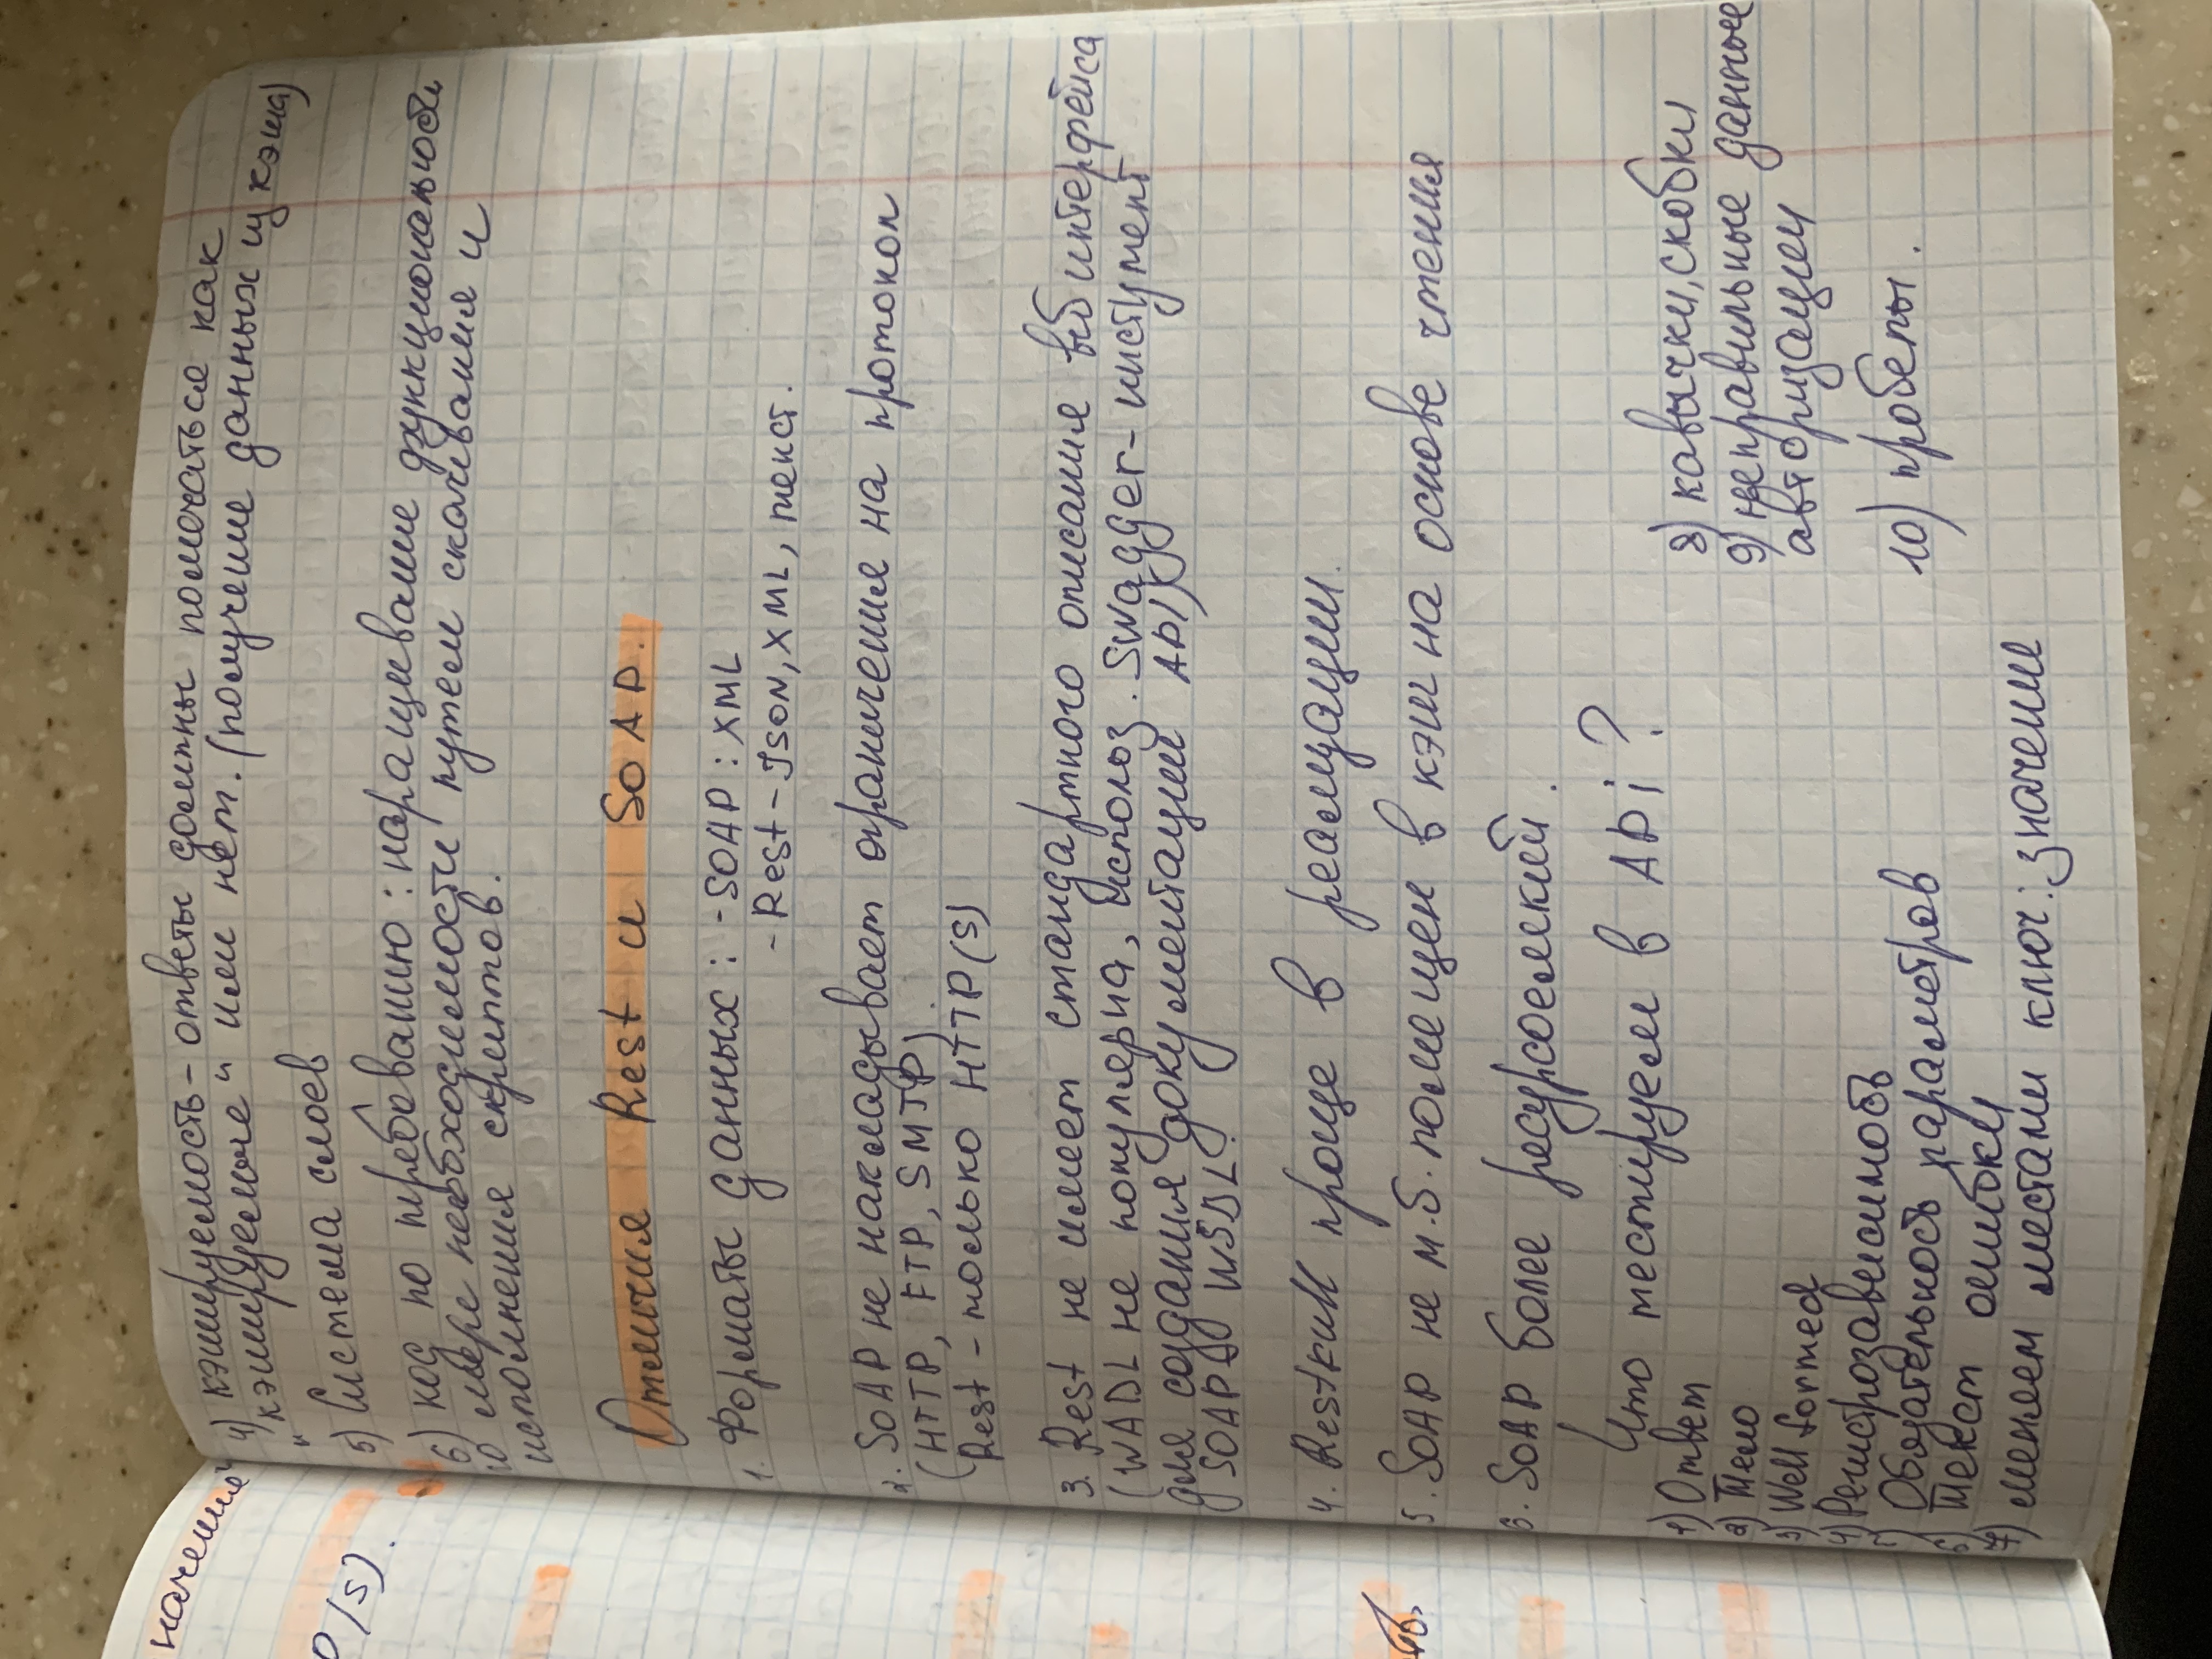 начения"
O(s).
4) кэшируемость - ответы должны помечаться как
"кэшируемые" или нет. (получение данных из кэша)
5) Система слоев
6) код по требованию: наращивание функциональности
по мере необходимости путем скачивания и
исполнения скриптов.
Отличия Rest и SOAP.
1. Форматы данных: - SOAP: XML
- Rest - JSON, XML, текст.
2. SOAP не накладывает ограничения на протокол
(HTTP, FTP, SMTP).
Rest - только HTTP(s)
3. Rest не имеет стандартного описания веб интерфейса
(WADL не популярна, использ. Swagger - инстумент
для создания документации API)
SOAP - WSDL.
4. Restfull проще в реализации.
5. SOAP не м.б. помещен в кэш на основе чтения
6. SOAP более ресурсоемкий.
Что тестируем в APi?
1) Ответ
2) Тело
3) Well formed
4) Регистрозависимость
5) Обязательность параметров
6) Текст ошибки
7) меняем местами ключ: значение
8) кавычки, скобки
9) неправильные данные
авторизации
10) пробелы.